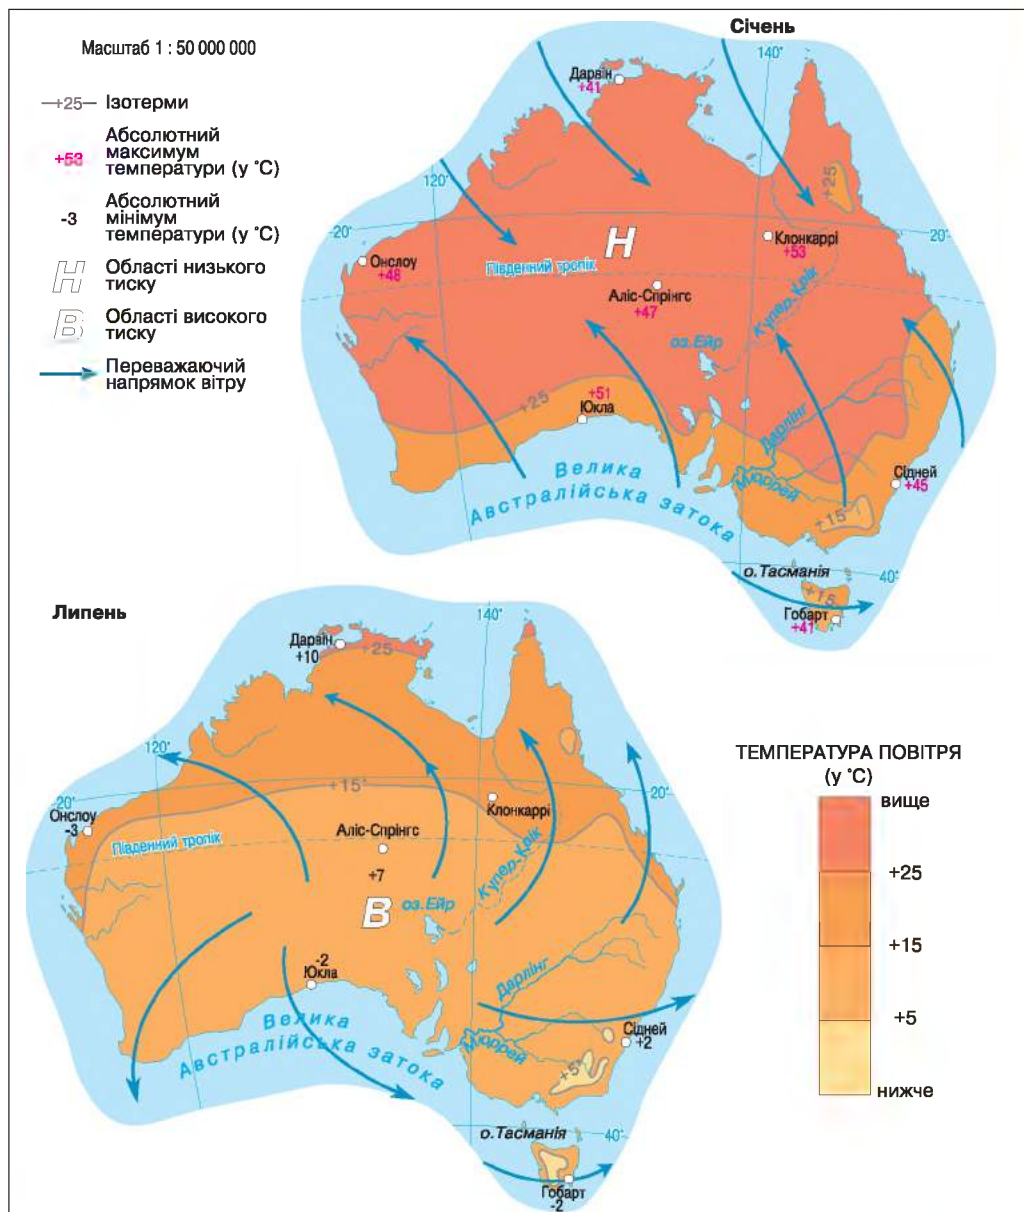 Масштаб 1 : 50 000 000
+25
Ізотерми
+53
Абсолютний
максимум
температури (у °C)
-3
Абсолютний
мінімум
температури (у °C)
Н
Області низького
тиску
В
Області високого
тиску
Переважаючий
напрямок вітру
Січень
140°
Дарвін
+41
120°
+25
-20°
20°
Н
Клонкаррі
+53
Онслоу
+48
Південний тропік
Аліс-Спрінгс
+47
Купер-Крік
оз.Ейр
+25
+51
Юкла
Дарлінг
Муррей
Сідней
+45
Велика
Австралійська затока
+15
40°
о.Тасманія
+15
Гобарт
+41
Липень
140°
Дарвін
+10
+25
120°
+15°
-20°
20°
Онслоу
-3
Клонкаррі
Аліс-Спрінгс
+7
Південний тропік
Купер-Крік
В
оз.Ейр
-2
Юкла
Дарлінг
Муррей
Сідней
+2
Велика
Австралійська затока
+5°
о.Тасманія
40°
Гобарт
-2
ТЕМПЕРАТУРА ПОВІТРЯ
(у °C)
вище
+25
+15
+5
нижче